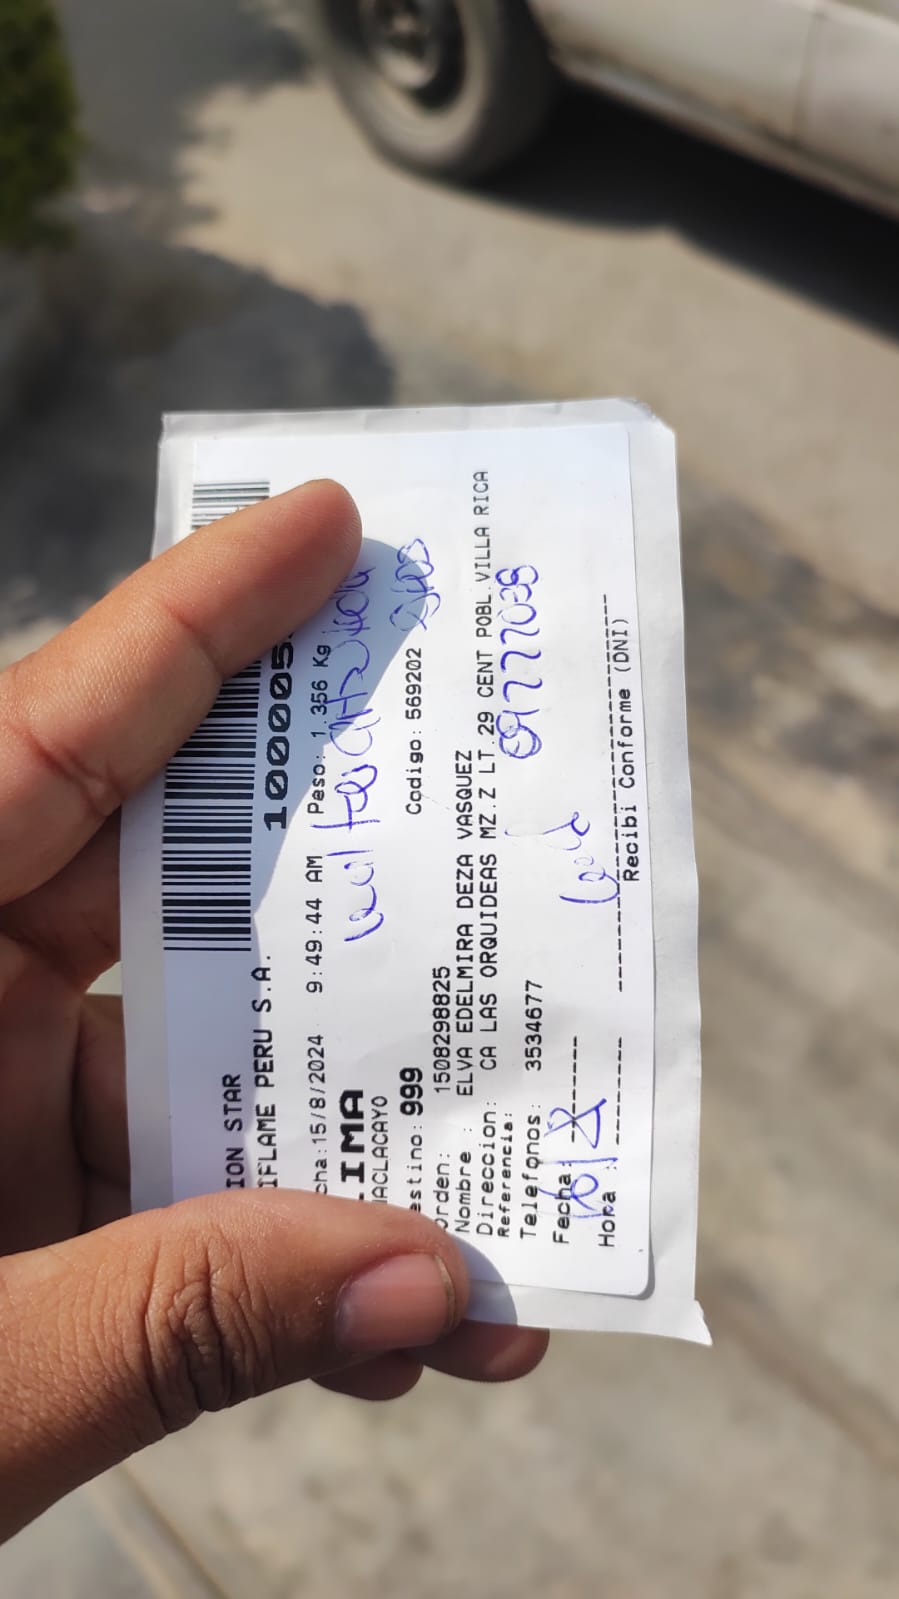 ION STAR
IFLAME PERU S.A.
100005
cha:15/8/2024 9:49:44 AM Peso: 1.356 Kg
LIMA
ACLACAYO
estino: 999 Codigo: 569202
Orden: 1508298825
Nombre : ELVA EDELMIRA DEZA VASQUEZ
Direccion: CA LAS ORQUIDEAS MZ.Z LT.29 CENT POBL.VILLA RICA
Referencia:
Telefonos: 3534677
09177038
Fecha:
Hora :
Recibi Conforme (DNI)